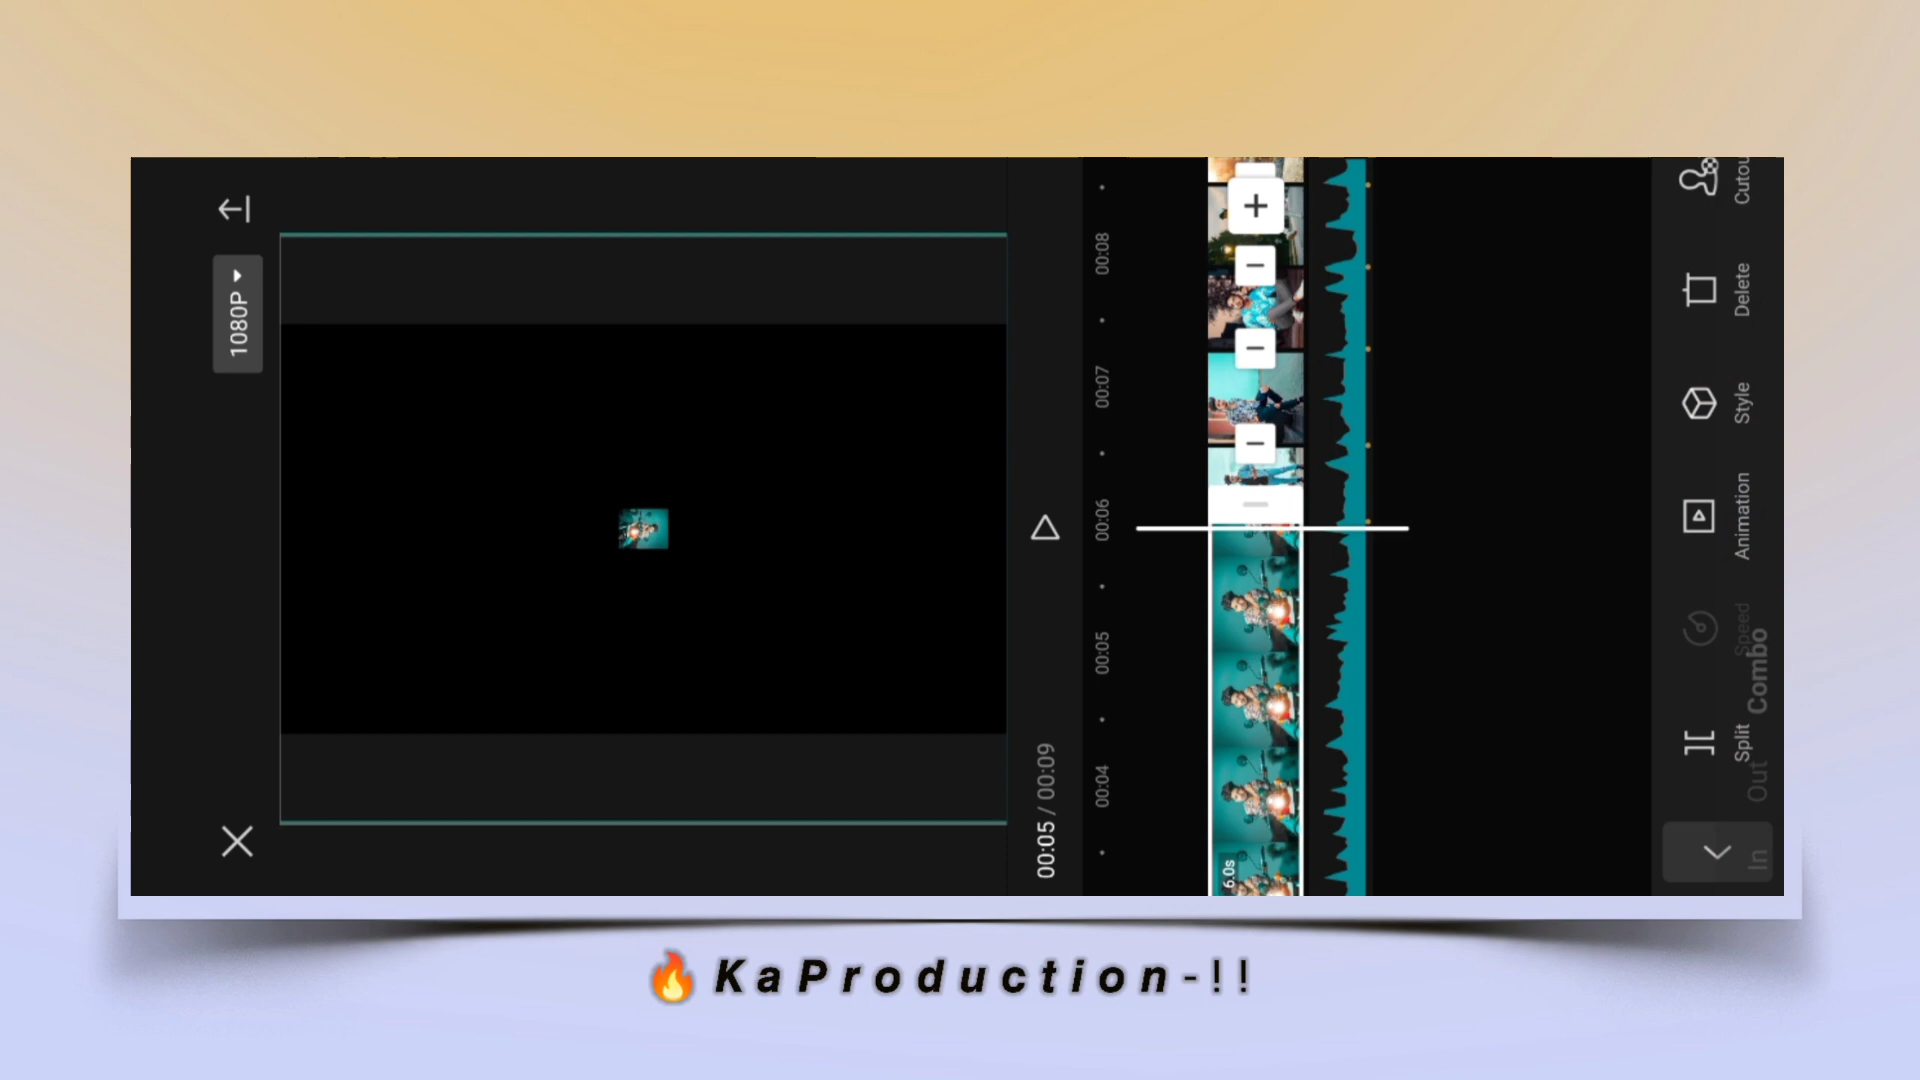 1080P
00:05 / 00:09
00:04
00:05
00:06
00:07
00:08
6.0s
Split
Speed
Animation
Style
Delete
Cutou
In
Out
Combo
🔥 KaProduction-!!